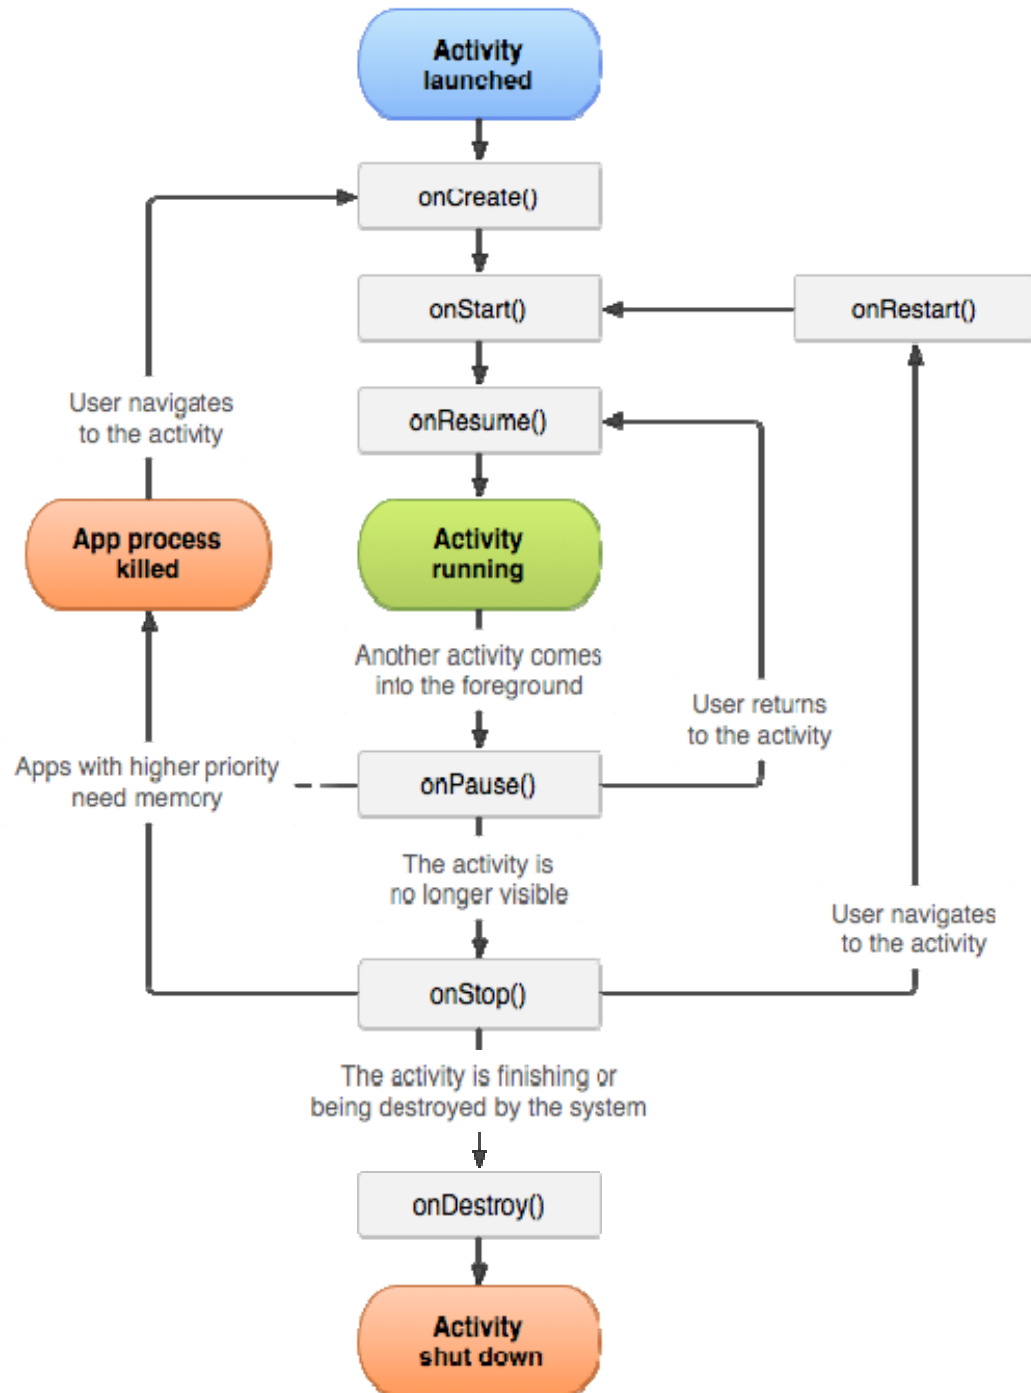 Activity
launched
onCreate()
onStart()
onRestart()
User navigates
to the activity
onResume()
App process
killed
Activity
running
Another activity comes
into the foreground
User returns
to the activity
Apps with higher priority
need memory
onPause()
The activity is
no longer visible
User navigates
to the activity
onStop()
The activity is finishing or
being destroyed by the system
onDestroy()
Activity
shut down